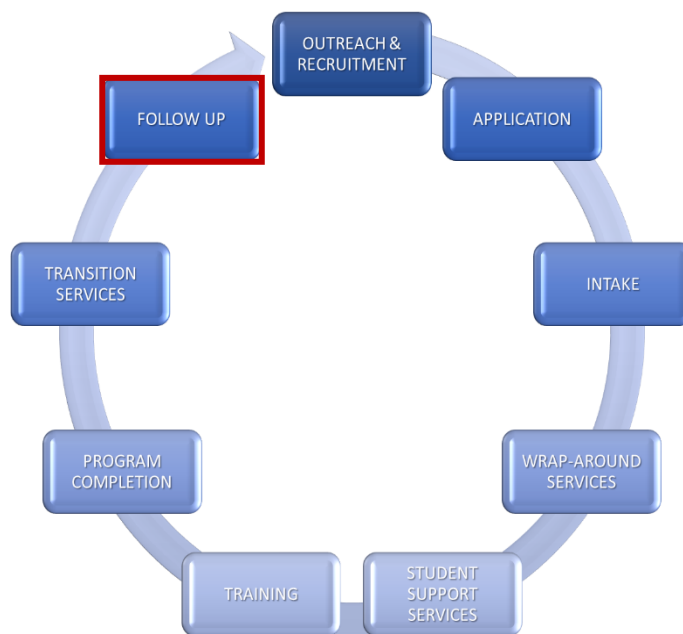 OUTREACH &
RECRUITMENT
APPLICATION
INTAKE
WRAP-AROUND
SERVICES
STUDENT
SUPPORT
SERVICES
TRAINING
PROGRAM
COMPLETION
TRANSITION
SERVICES
FOLLOW UP